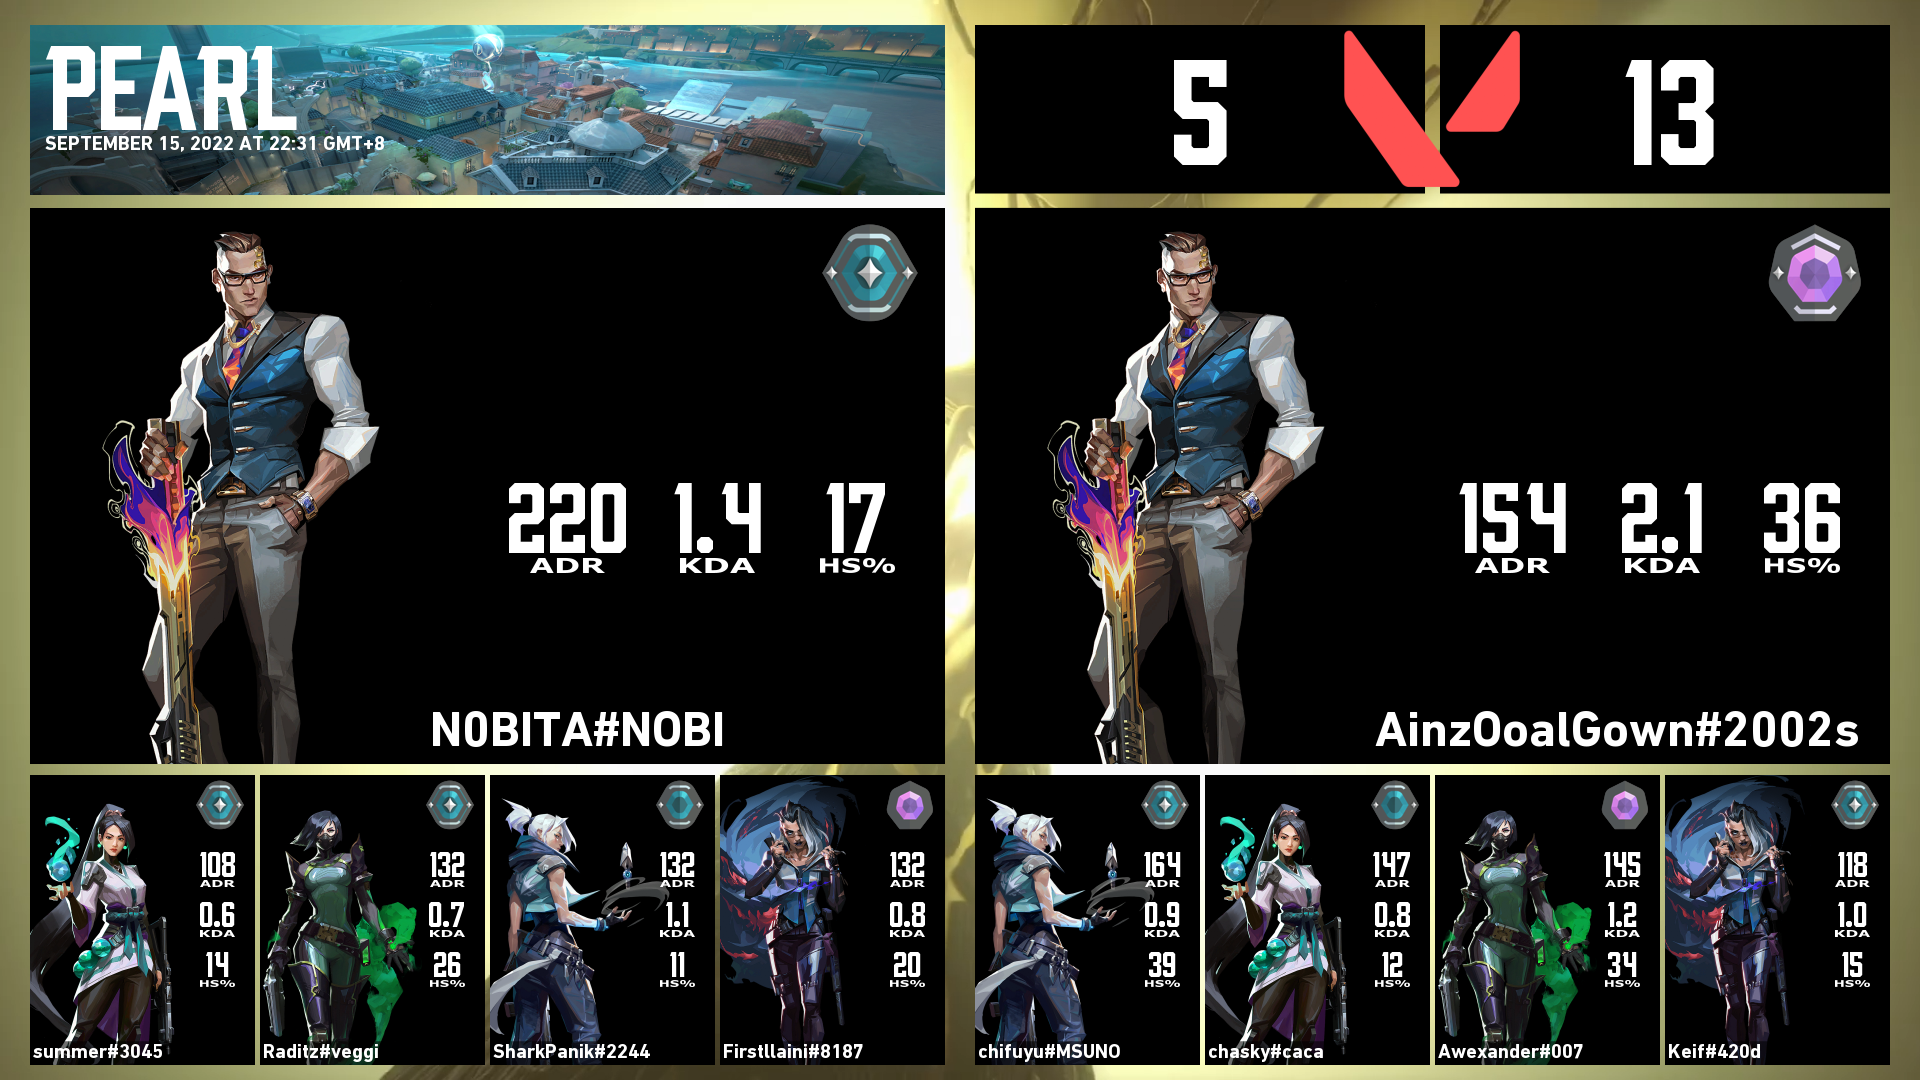 PEARL
SEPTEMBER 15, 2022 AT 22:31 GMT+8
5 13
220 1.4 17
ADR KDA HS%
N0BITA#NOBI
154 2.1 36
ADR KDA HS%
AinzOoalGown#2002s
108
ADR
0.6
KDA
14
HS%
summer#3045
132
ADR
0.7
KDA
26
HS%
Raditz#veggi
132
ADR
1.1
KDA
11
HS%
SharkPanik#2244
132
ADR
0.8
KDA
20
HS%
Firstllaini#8187
164
ADR
0.9
KDA
39
HS%
chifuyu#MSUNO
147
ADR
0.8
KDA
12
HS%
chasky#caca
145
ADR
1.2
KDA
34
HS%
Awexander#007
118
ADR
1.0
KDA
15
HS%
Keif#420d